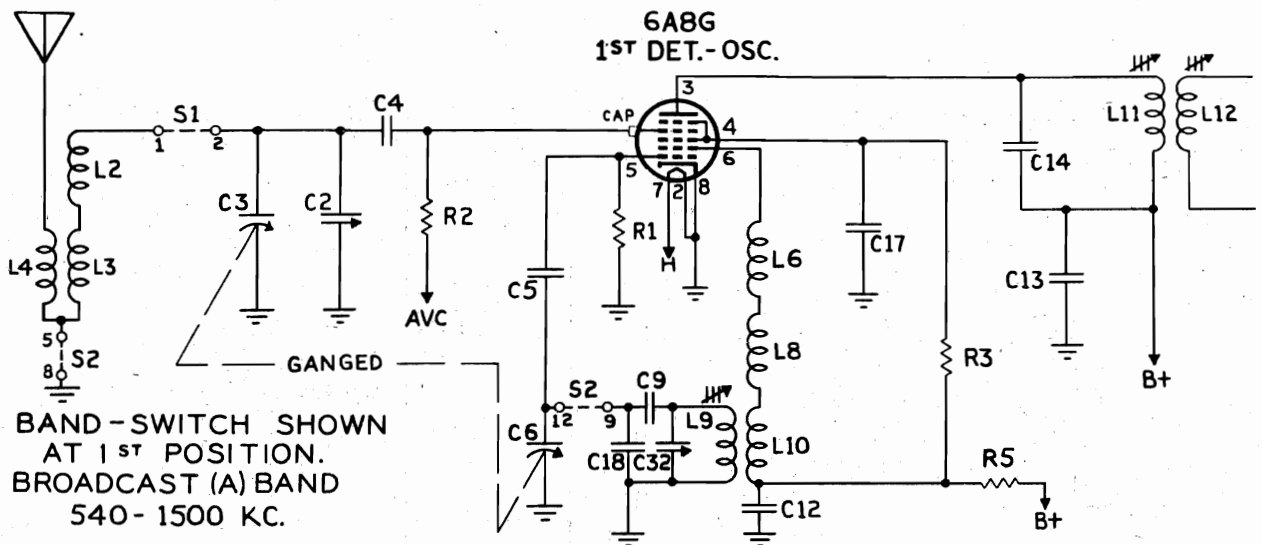 6A8G
1ST DET.-OSC.
3
CAP
4
5
6
7
2
8
H
S1
1
2
C4
L2
C3
C2
R2
AVC
L4
L3
5
8
S2
GANGED
C5
R1
L6
L8
L10
C17
R3
C14
C13
L11
L12
B+
C6
S2
12
9
C9
L9
C18
C32
C12
R5
B+
BAND-SWITCH SHOWN
AT 1ST POSITION.
BROADCAST (A) BAND
540-1500 KC.